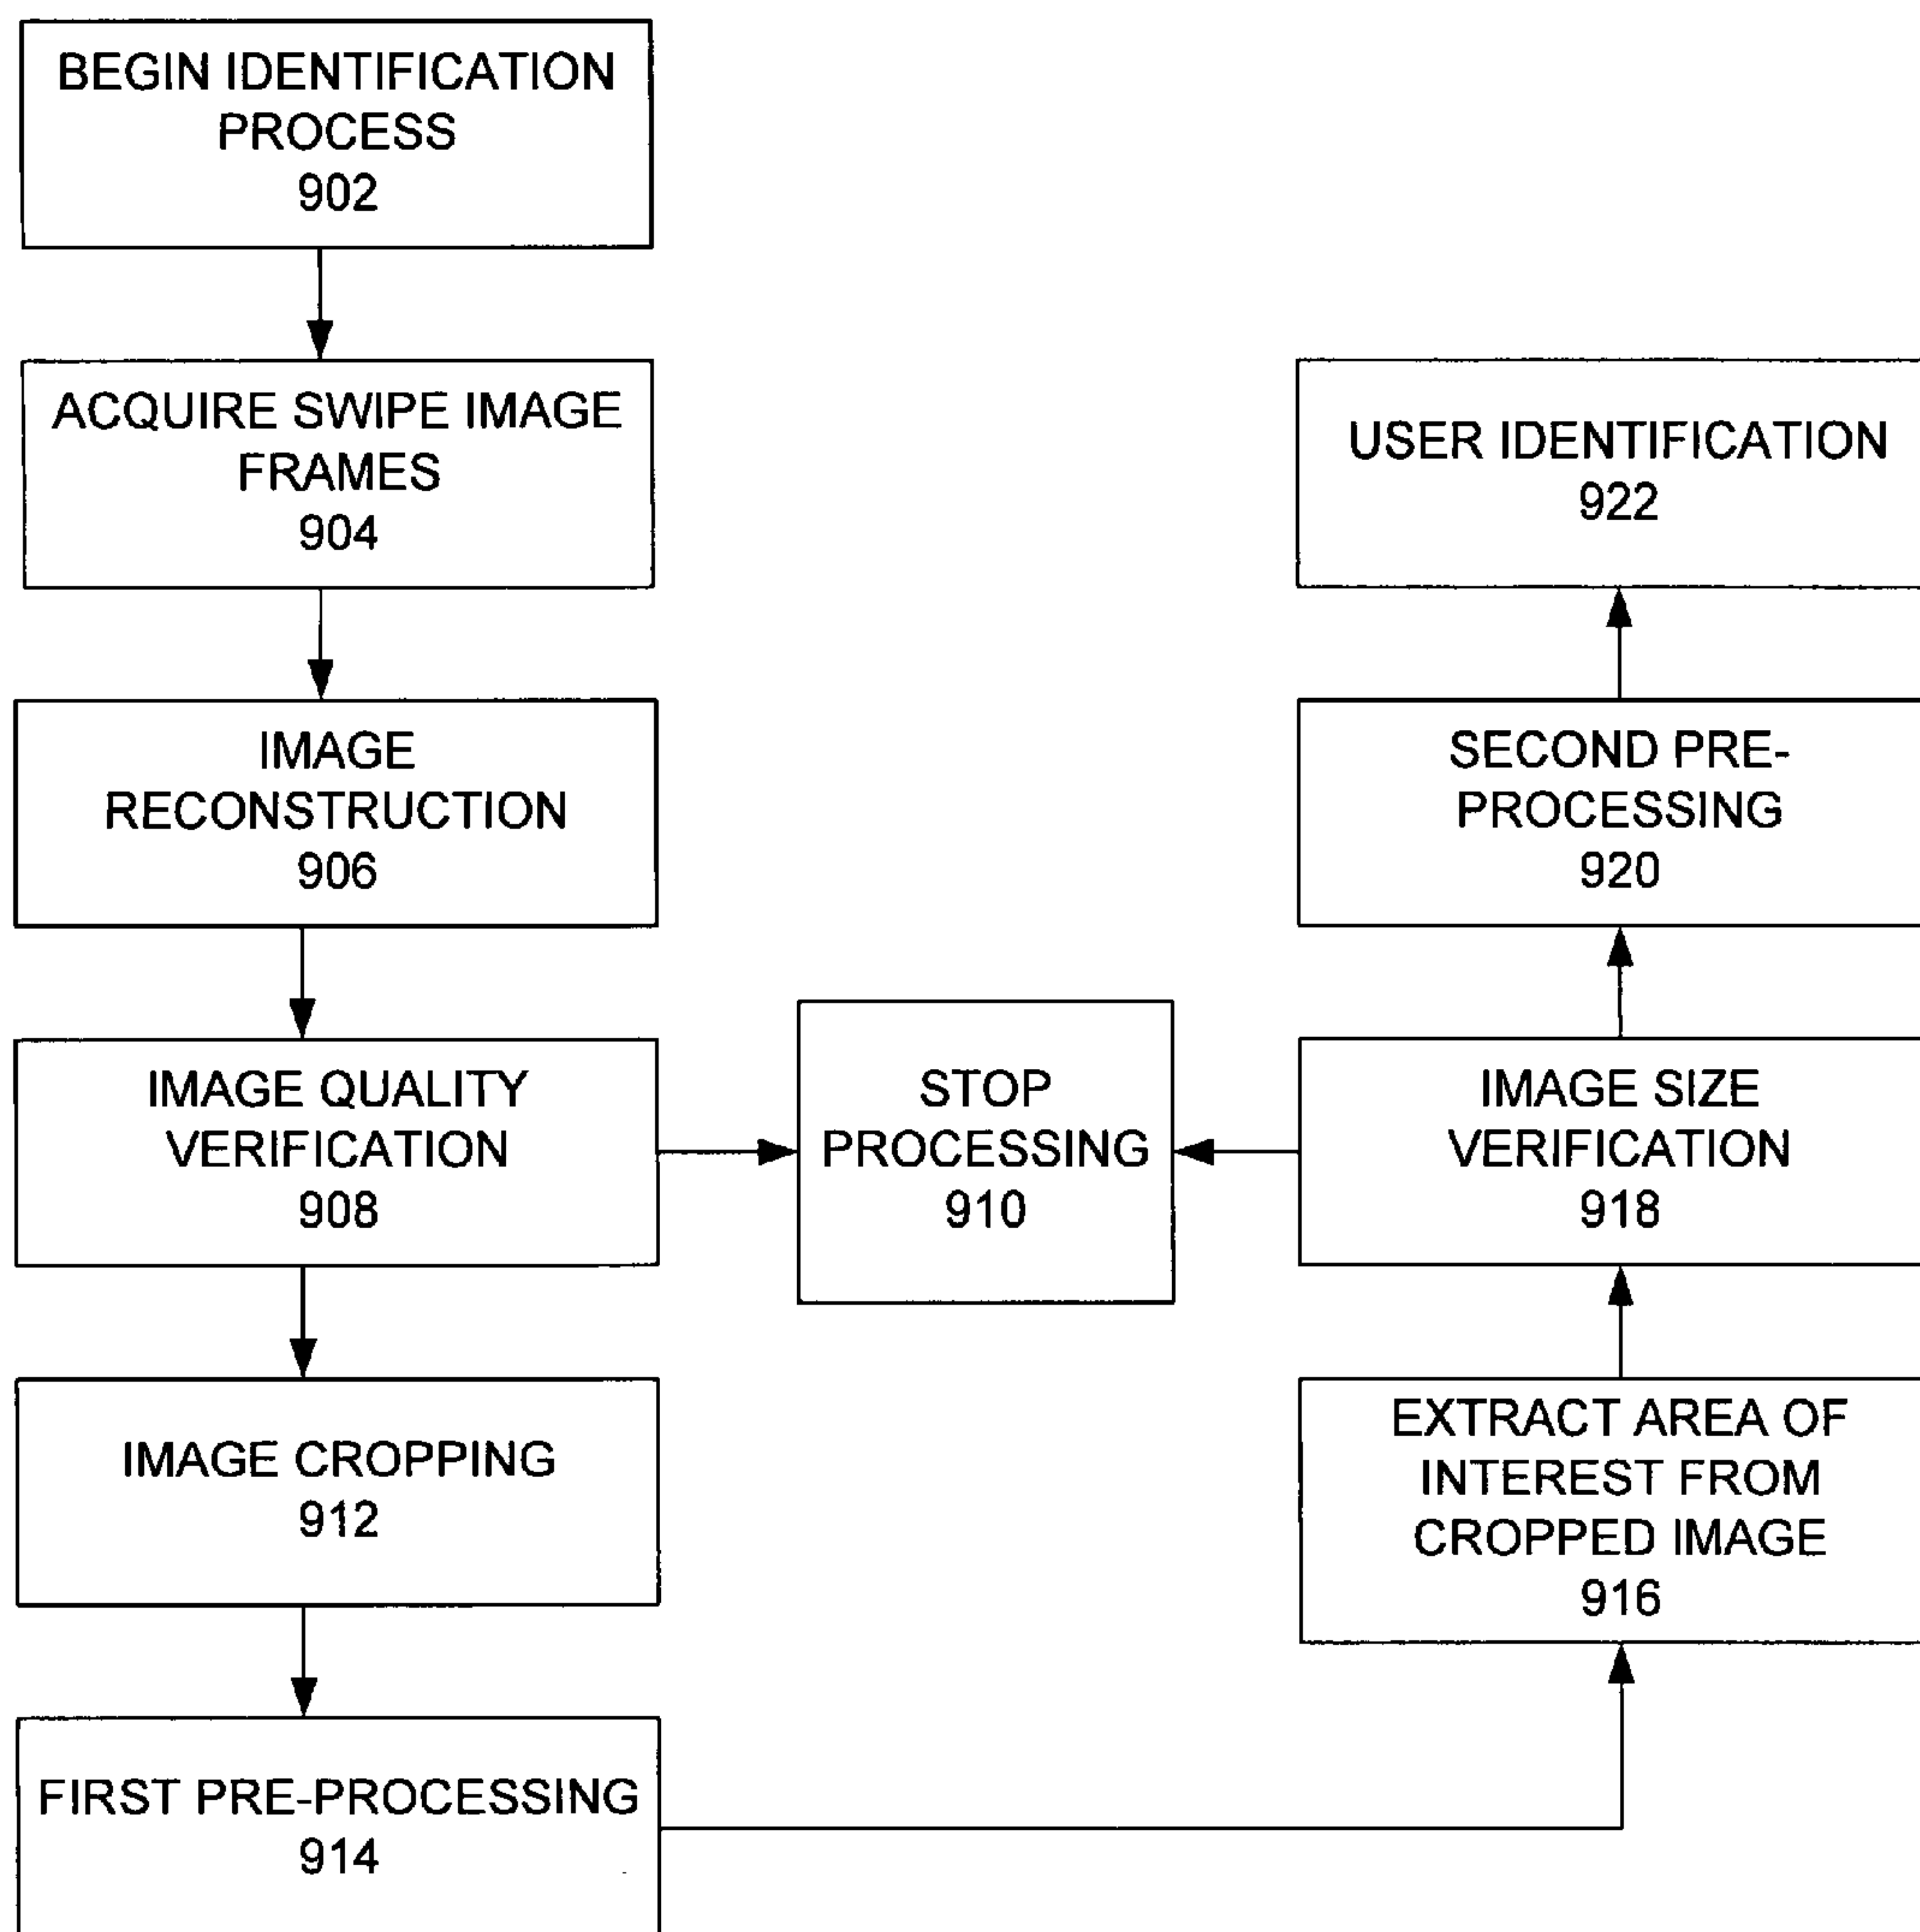 BEGIN IDENTIFICATION
PROCESS
902
ACQUIRE SWIPE IMAGE
FRAMES
904
IMAGE
RECONSTRUCTION
906
IMAGE QUALITY
VERIFICATION
908
STOP
PROCESSING
910
IMAGE CROPPING
912
FIRST PRE-PROCESSING
914
EXTRACT AREA OF
INTEREST FROM
CROPPED IMAGE
916
IMAGE SIZE
VERIFICATION
918
SECOND PRE-
PROCESSING
920
USER IDENTIFICATION
922